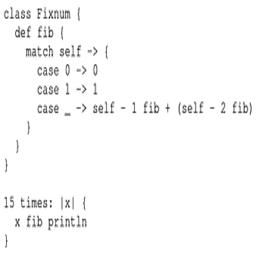 class Fixnum {
  def fib {
    match self -> {
      case 0 -> 0
      case 1 -> 1
      case _ -> self - 1 fib + (self - 2 fib)
    }
  }
}

15 times: |x| {
  x fib println
}